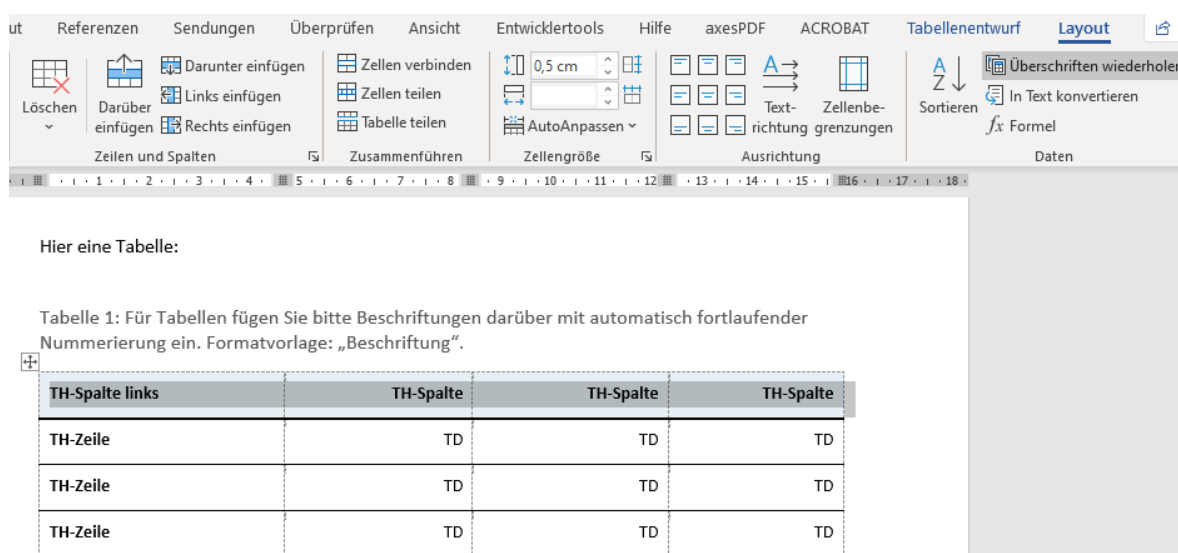 ut Referenzen Sendungen Überprüfen Ansicht Entwicklertools Hilfe axesPDF ACROBAT Tabellenentwurf Layout
Löschen
Darüber einfügen
Darunter einfügen
Links einfügen
Rechts einfügen
Zeilen und Spalten
Zellen verbinden
Zellen teilen
Tabelle teilen
Zusammenführen
0,5 cm
AutoAnpassen
Zellengröße
Text-
richtung
Zellenbe-
grenzungen
Ausrichtung
A
Z
Sortieren
Überschriften wiederholen
In Text konvertieren
fx Formel
Daten
1 2 3 4 5 6 7 8 9 10 11 12 13 14 15 16 17 18
Hier eine Tabelle:
Tabelle 1: Für Tabellen fügen Sie bitte Beschriftungen darüber mit automatisch fortlaufender
Nummerierung ein. Formatvorlage: „Beschriftung“.
TH-Spalte links TH-Spalte TH-Spalte TH-Spalte
TH-Zeile TD TD TD
TH-Zeile TD TD TD
TH-Zeile TD TD TD